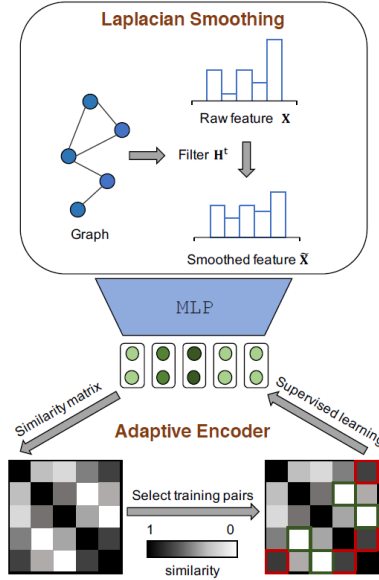 Laplacian Smoothing
Raw feature X
Filter Hᵗ
Graph
Smoothed feature X̃
MLP
Similarity matrix
Supervised learning
Adaptive Encoder
Select training pairs
1 0
similarity